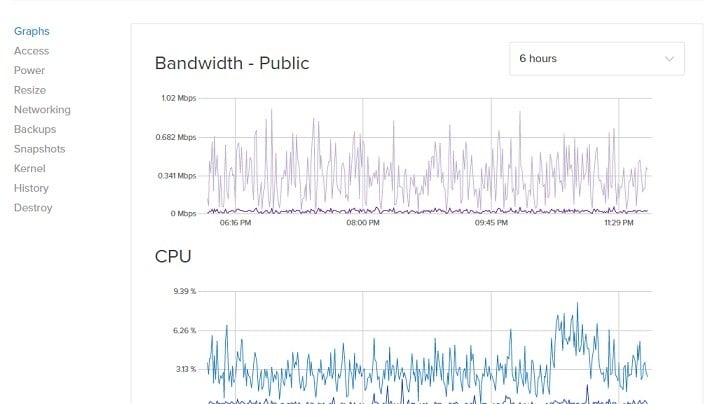 Graphs
Access
Power
Resize
Networking
Backups
Snapshots
Kernel
History
Destroy
Bandwidth - Public
6 hours
1.02 Mbps
0.682 Mbps
0.341 Mbps
0 Mbps
06:16 PM 08:00 PM 09:45 PM 11:29 PM
CPU
9.39 %
6.26 %
3.13 %